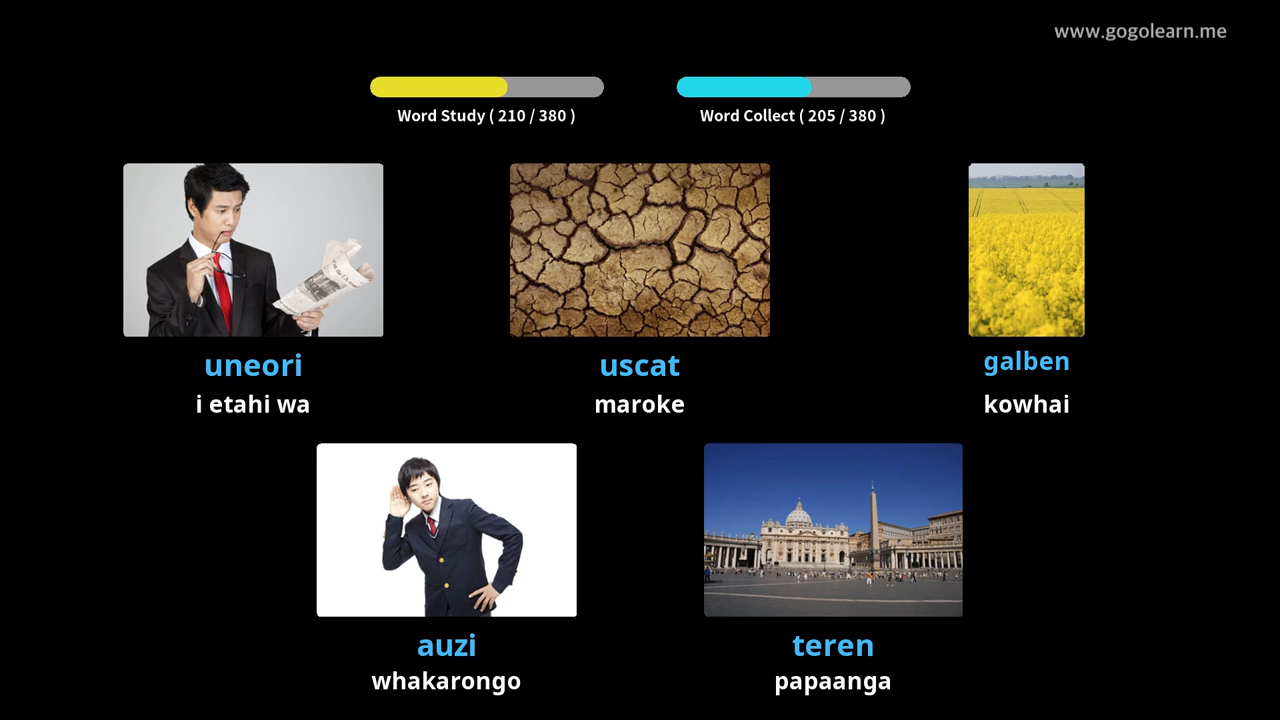 www.gogolearn.me
Word Study ( 210 / 380 )
Word Collect ( 205 / 380 )
uneori
i etahi wa
uscat
maroke
galben
kowhai
auzi
whakarongo
teren
papaanga